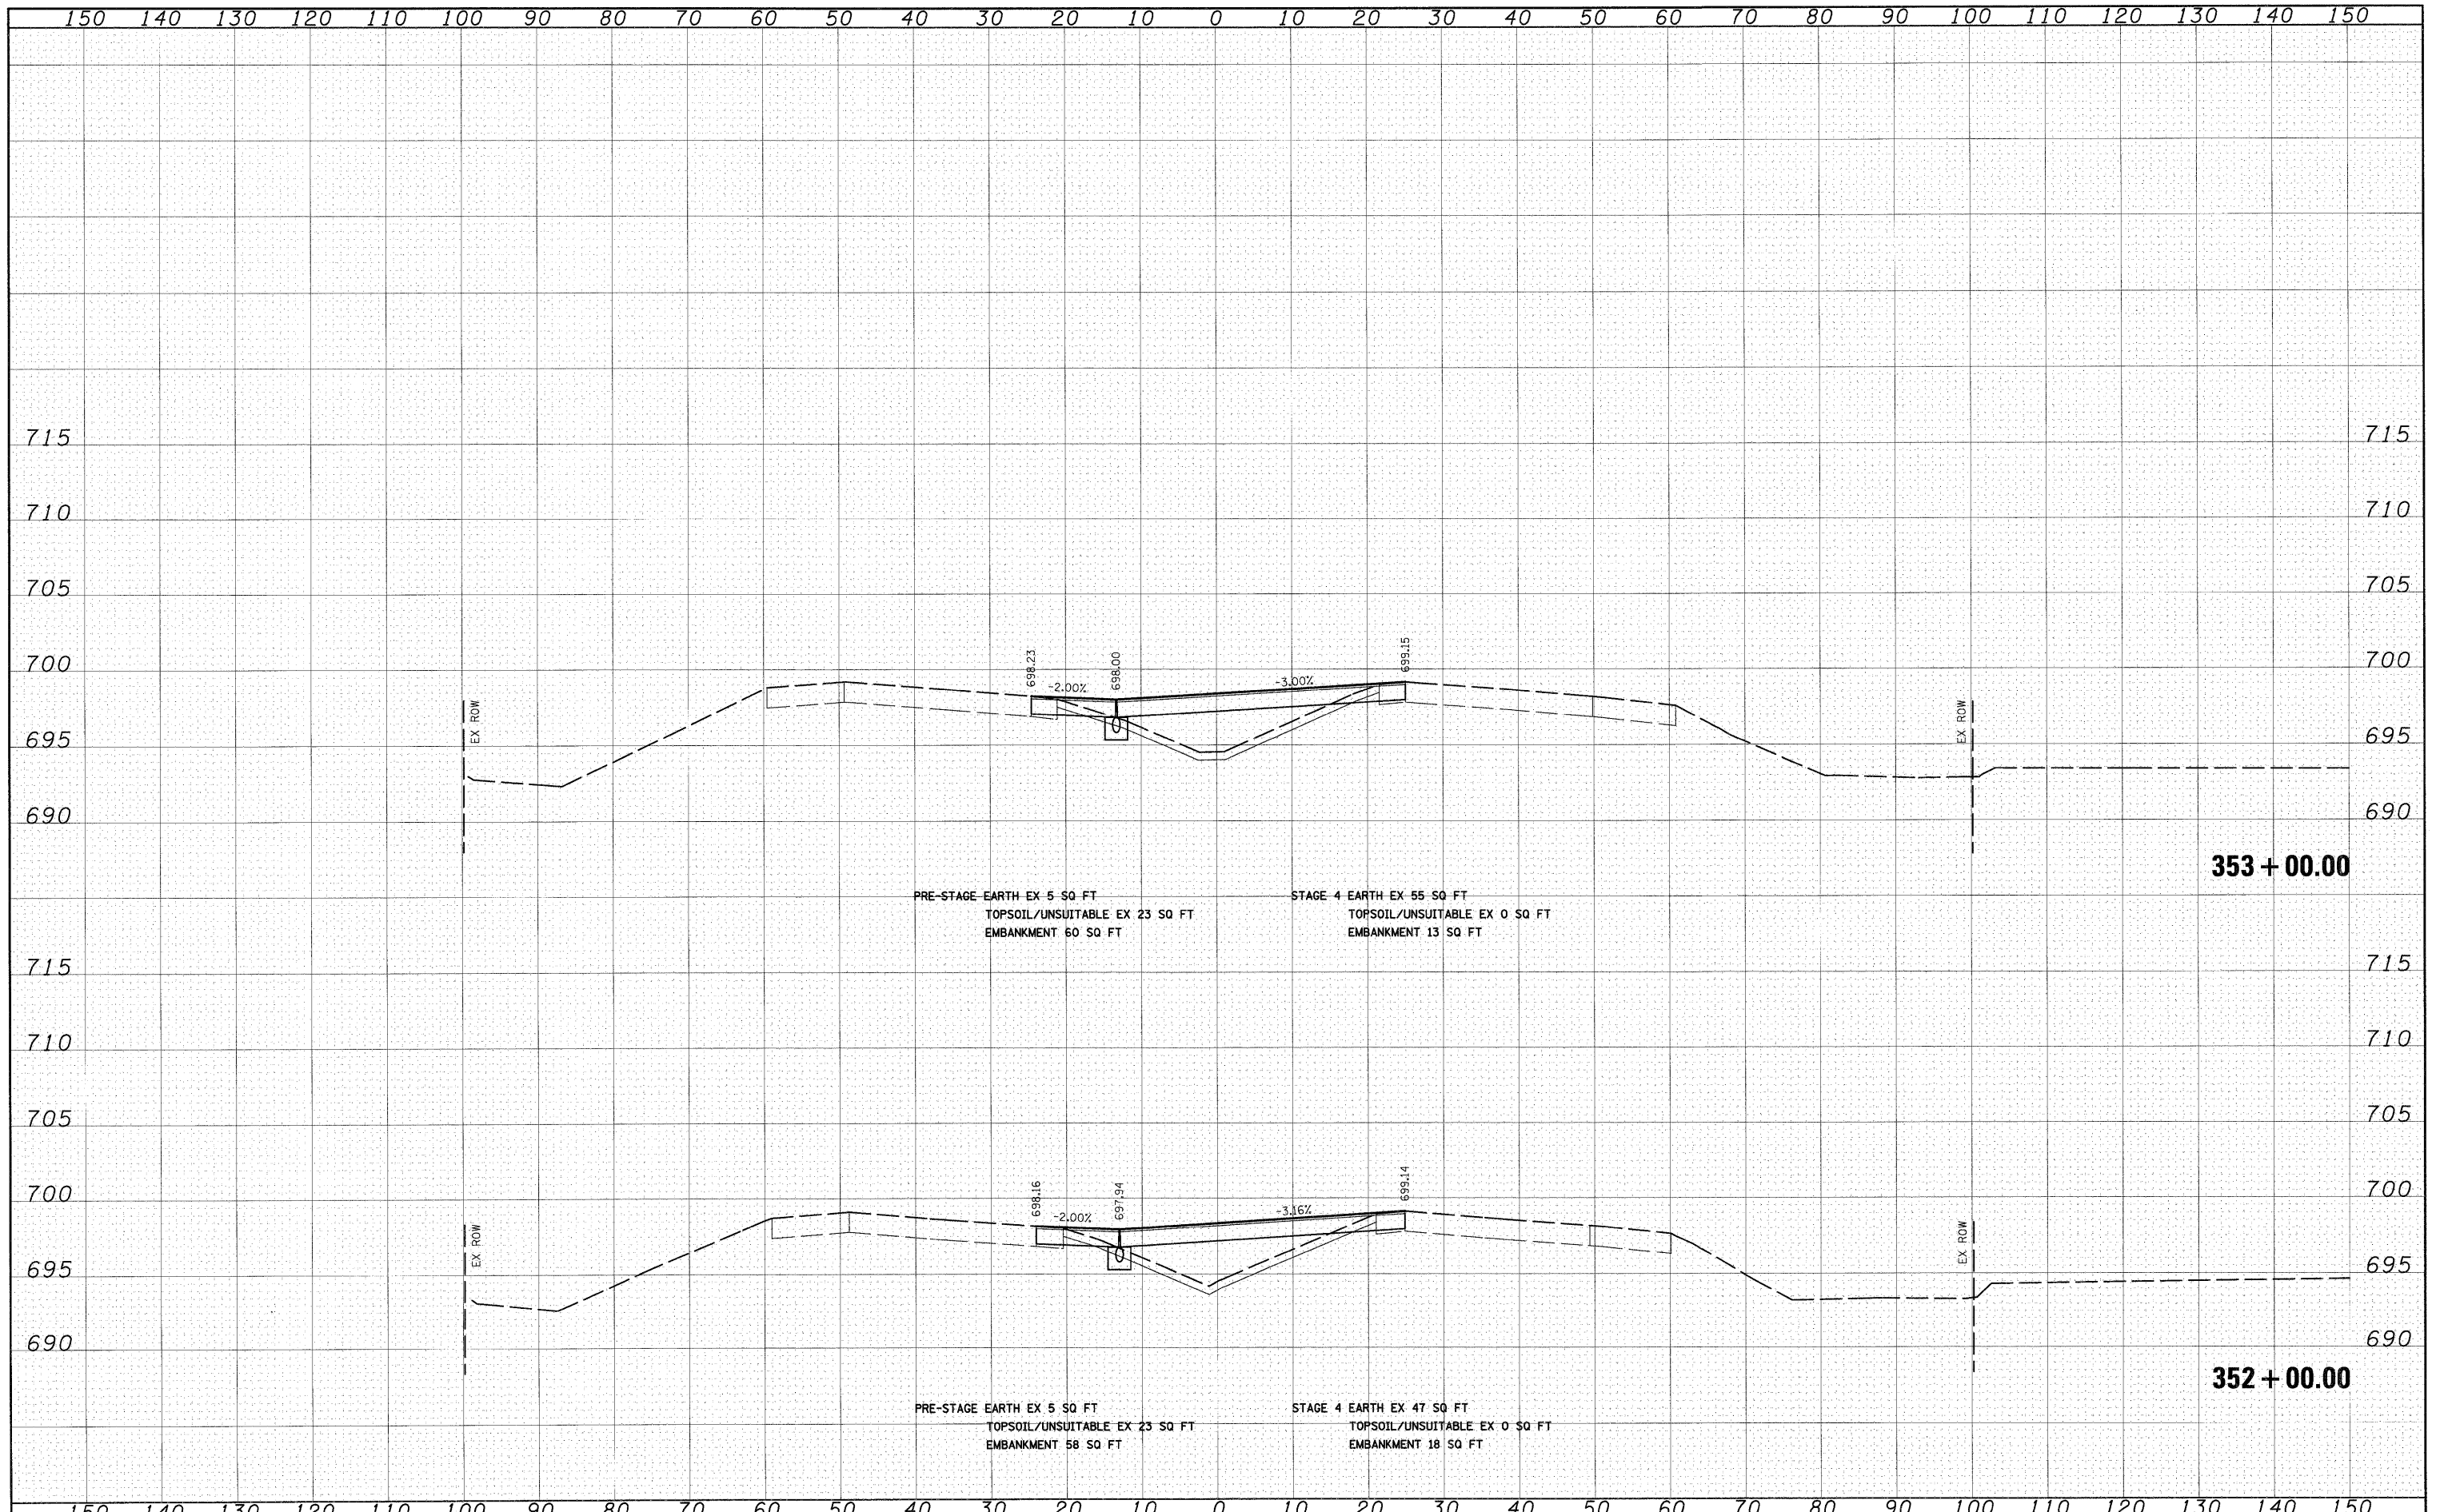 150 140 130 120 110 100 90 80 70 60 50 40 30 20 10 0 10 20 30 40 50 60 70 80 90 100 110 120 130 140 150
715 715
710 710
705 705
700 698.23 698.00 699.15 700
-2.00% -3.00%
EX ROW EX ROW
695 695
690 690
353+00.00
PRE-STAGE EARTH EX 5 SQ FT STAGE 4 EARTH EX 55 SQ FT
TOPSOIL/UNSUITABLE EX 23 SQ FT TOPSOIL/UNSUITABLE EX 0 SQ FT
EMBANKMENT 60 SQ FT EMBANKMENT 13 SQ FT
715 715
710 710
705 705
700 698.16 697.94 699.14 700
-2.00% -3.16%
EX ROW EX ROW
695 695
690 690
352+00.00
PRE-STAGE EARTH EX 5 SQ FT STAGE 4 EARTH EX 47 SQ FT
TOPSOIL/UNSUITABLE EX 23 SQ FT TOPSOIL/UNSUITABLE EX 0 SQ FT
EMBANKMENT 58 SQ FT EMBANKMENT 18 SQ FT
150 140 130 120 110 100 90 80 70 60 50 40 30 20 10 0 10 20 30 40 50 60 70 80 90 100 110 120 130 140 150